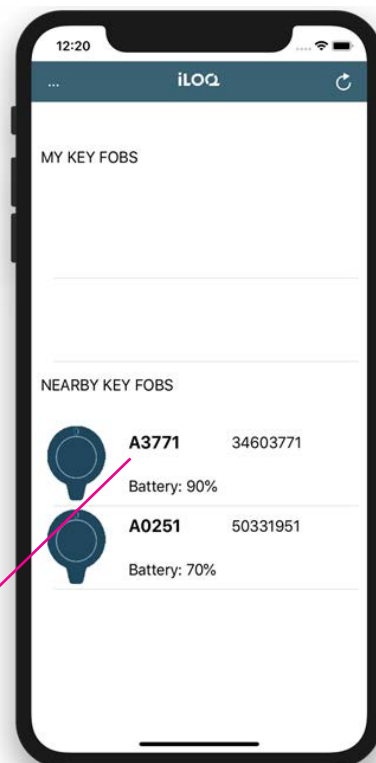 12:20
... iLOQ
MY KEY FOBS
NEARBY KEY FOBS
A3771 34603771
Battery: 90%
A0251 50331951
Battery: 70%